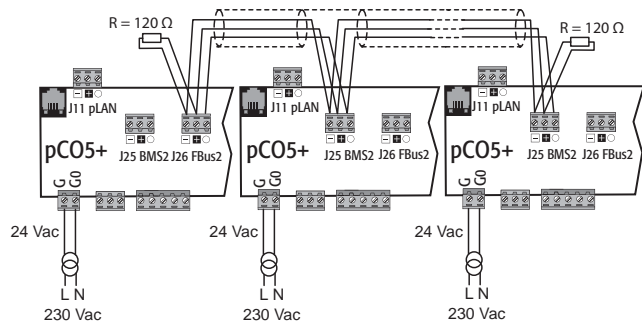 R = 120 Ω
R = 120 Ω
J11 pLAN
J11 pLAN
J11 pLAN
pCO5+
J25 BMS2
J26 FBus2
pCO5+
J25 BMS2
J26 FBus2
pCO5+
J25 BMS2
J26 FBus2
G
G0
G
G0
G
G0
24 Vac
24 Vac
24 Vac
L N
L N
L N
230 Vac
230 Vac
230 Vac